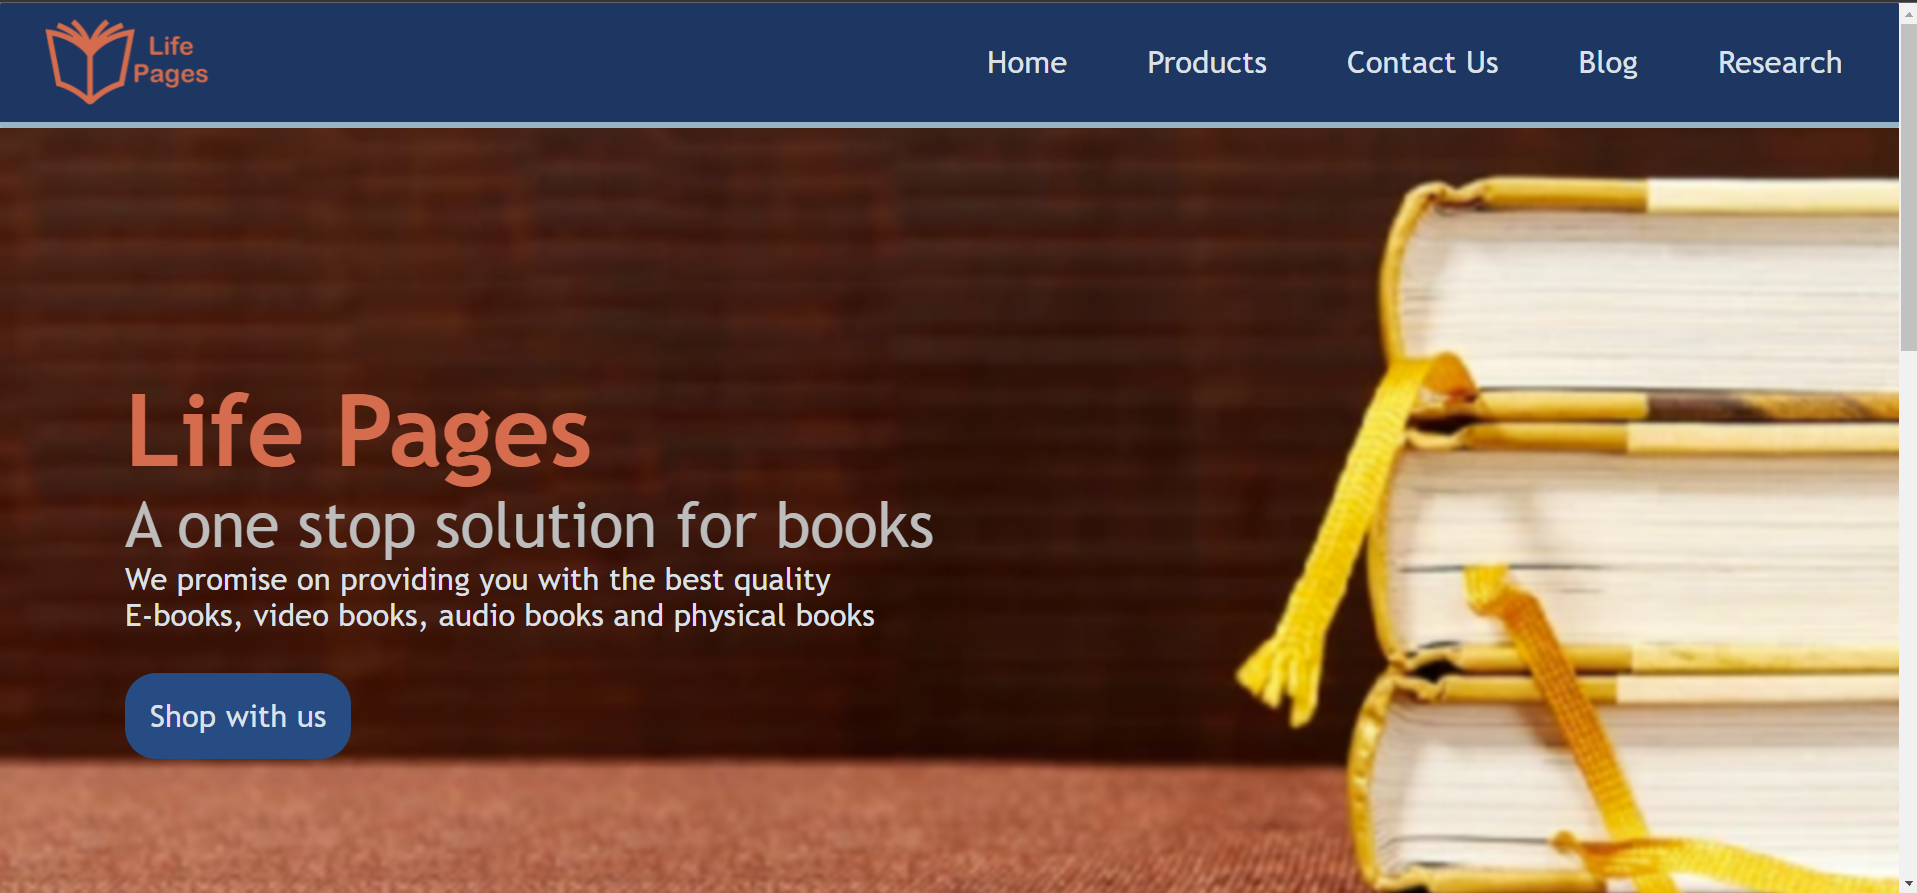 Life
Pages
Home Products Contact Us Blog Research
Life Pages
A one stop solution for books
We promise on providing you with the best quality
E-books, video books, audio books and physical books
Shop with us